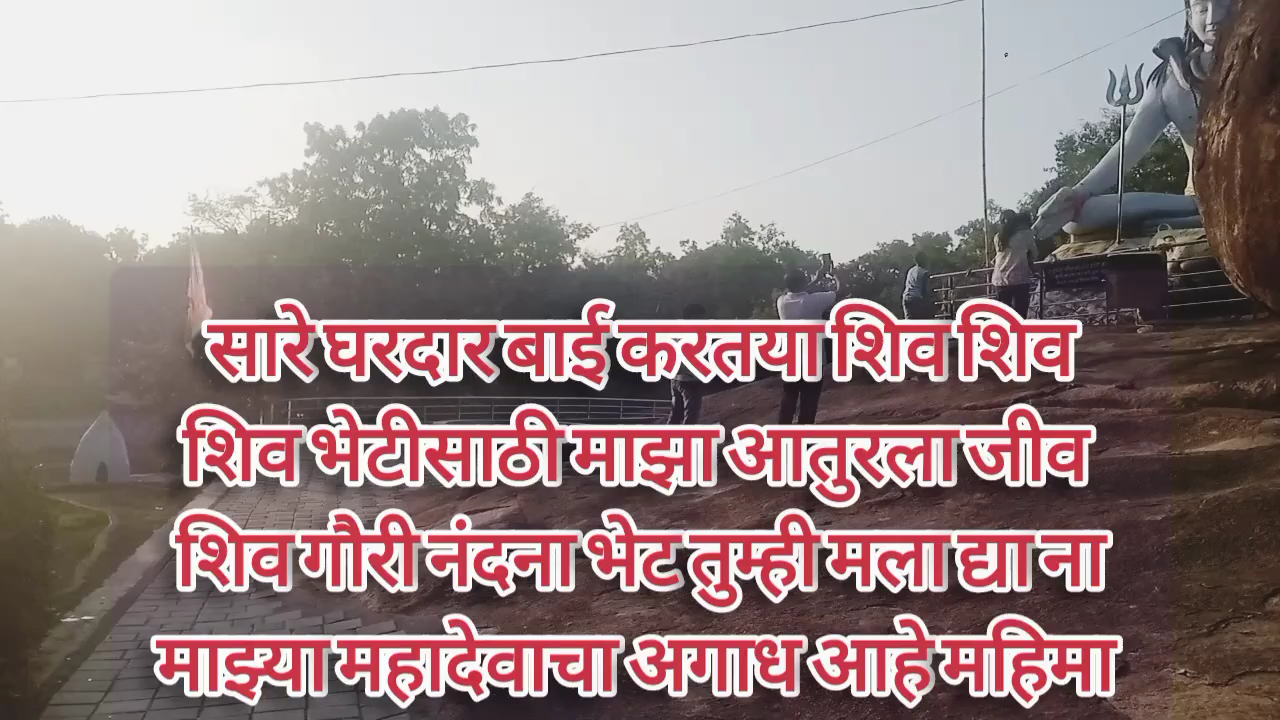 सारे घरदार बाई करतया शिव शिव
शिव भेटीसाठी माझा आतुरला जीव
शिव गौरी नंदना भेट तुम्ही मला द्या ना
माझ्या महादेवाचा अगाध आहे महिमा